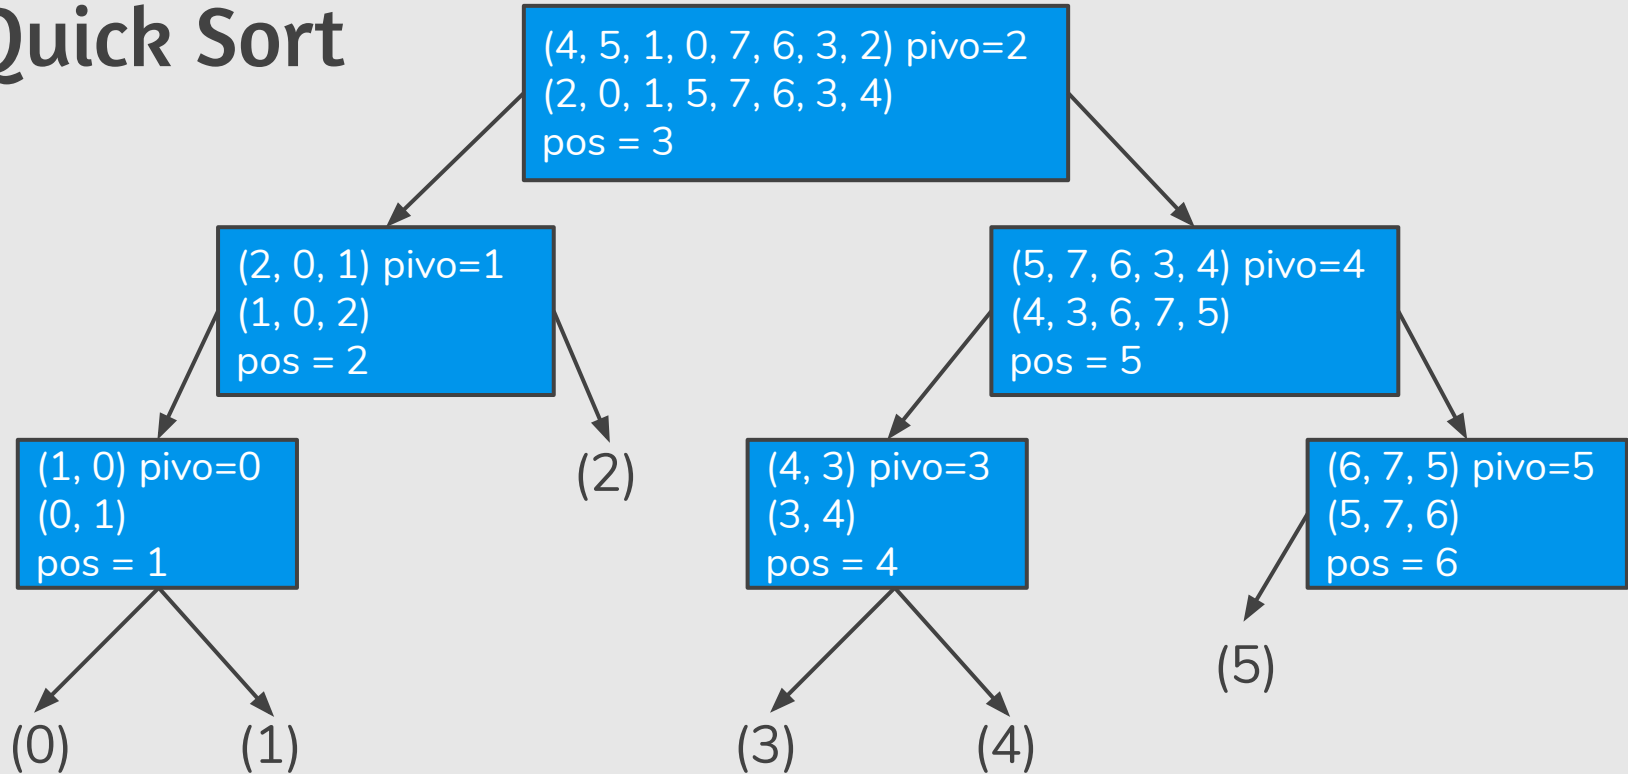 Quick Sort
(4, 5, 1, 0, 7, 6, 3, 2) pivo=2
(2, 0, 1, 5, 7, 6, 3, 4)
pos = 3
(2, 0, 1) pivo=1
(1, 0, 2)
pos = 2
(5, 7, 6, 3, 4) pivo=4
(4, 3, 6, 7, 5)
pos = 5
(1, 0) pivo=0
(0, 1)
pos = 1
(2)
(4, 3) pivo=3
(3, 4)
pos = 4
(6, 7, 5) pivo=5
(5, 7, 6)
pos = 6
(5)
(0)
(1)
(3)
(4)